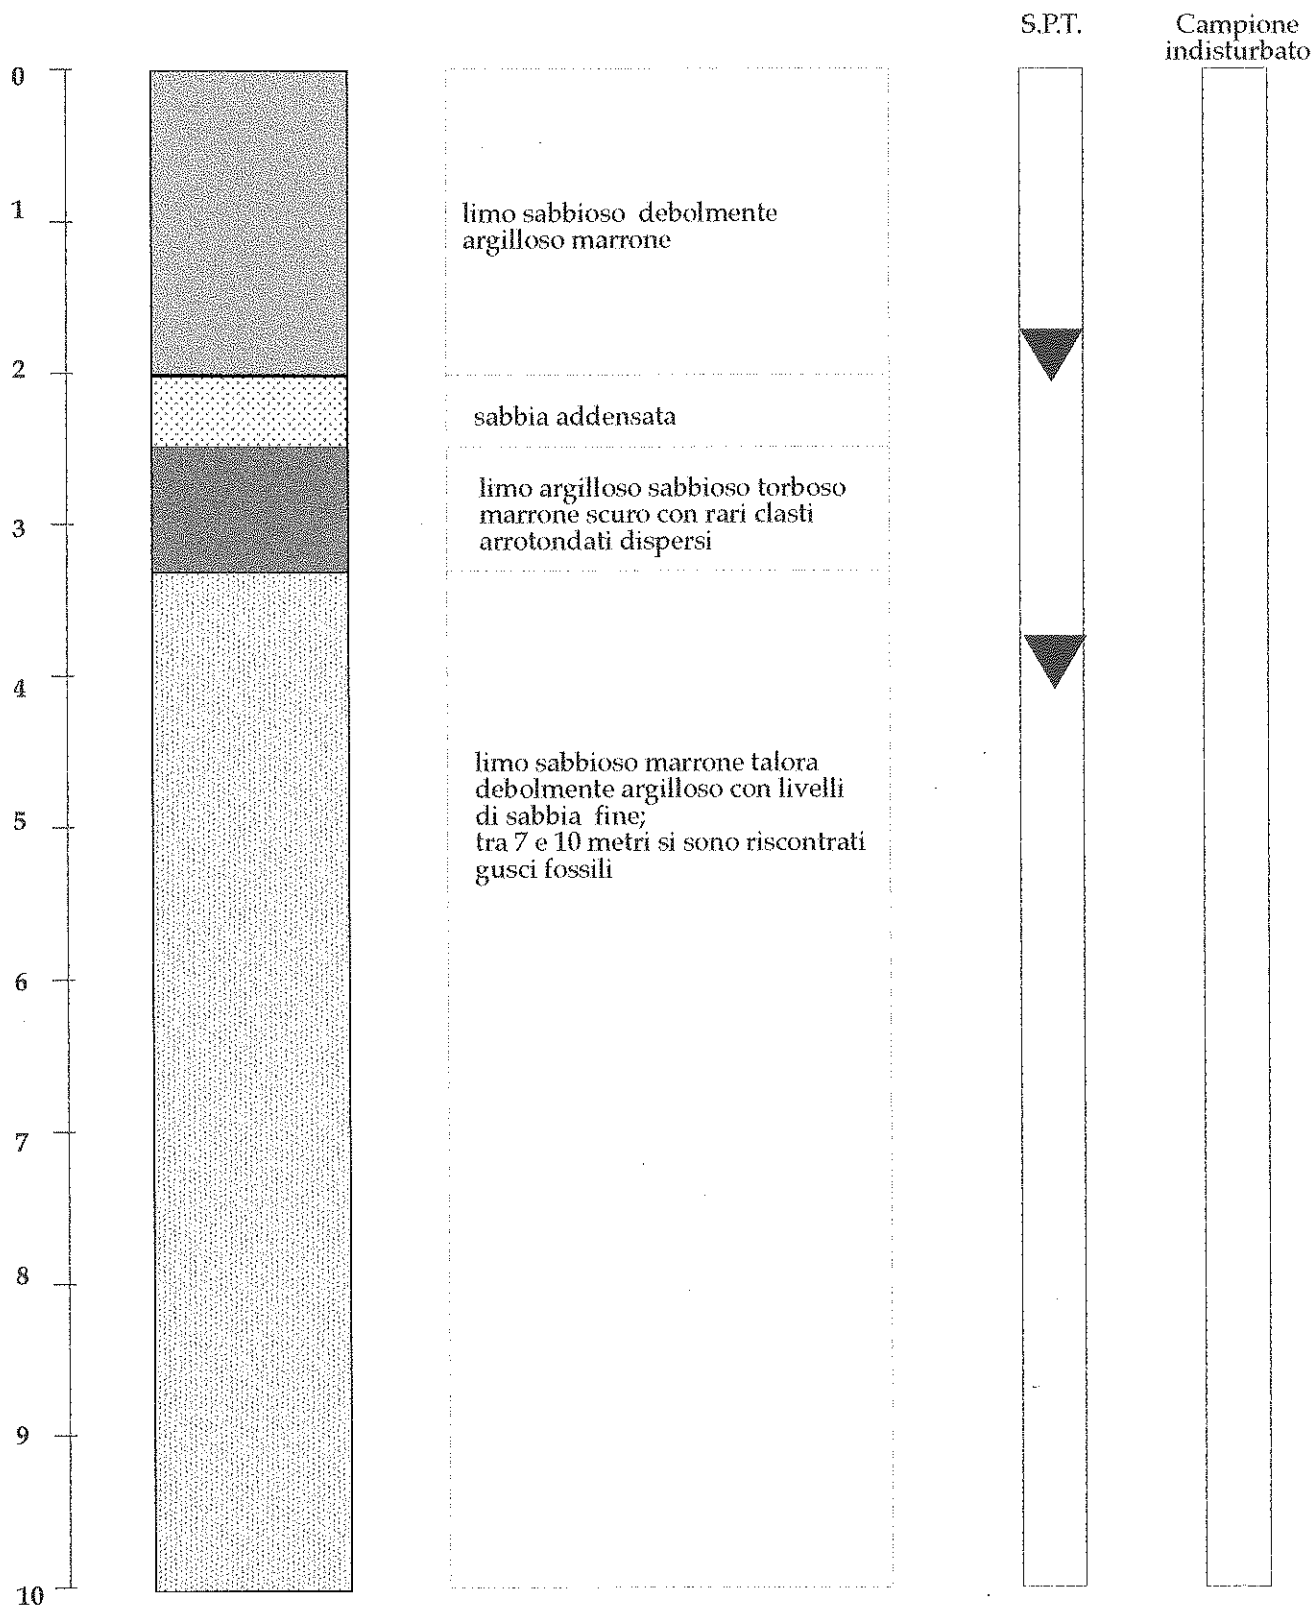 S.P.T.
Campione
indisturbato
0
1
limo sabbioso debolmente
argilloso marrone
2
sabbia addensata
limo argilloso sabbioso torboso
marrone scuro con rari clasti
arrotondati dispersi
3
4
limo sabbioso marrone talora
debolmente argilloso con livelli
di sabbia fine;
tra 7 e 10 metri si sono riscontrati
gusci fossili
5
6
7
8
9
10